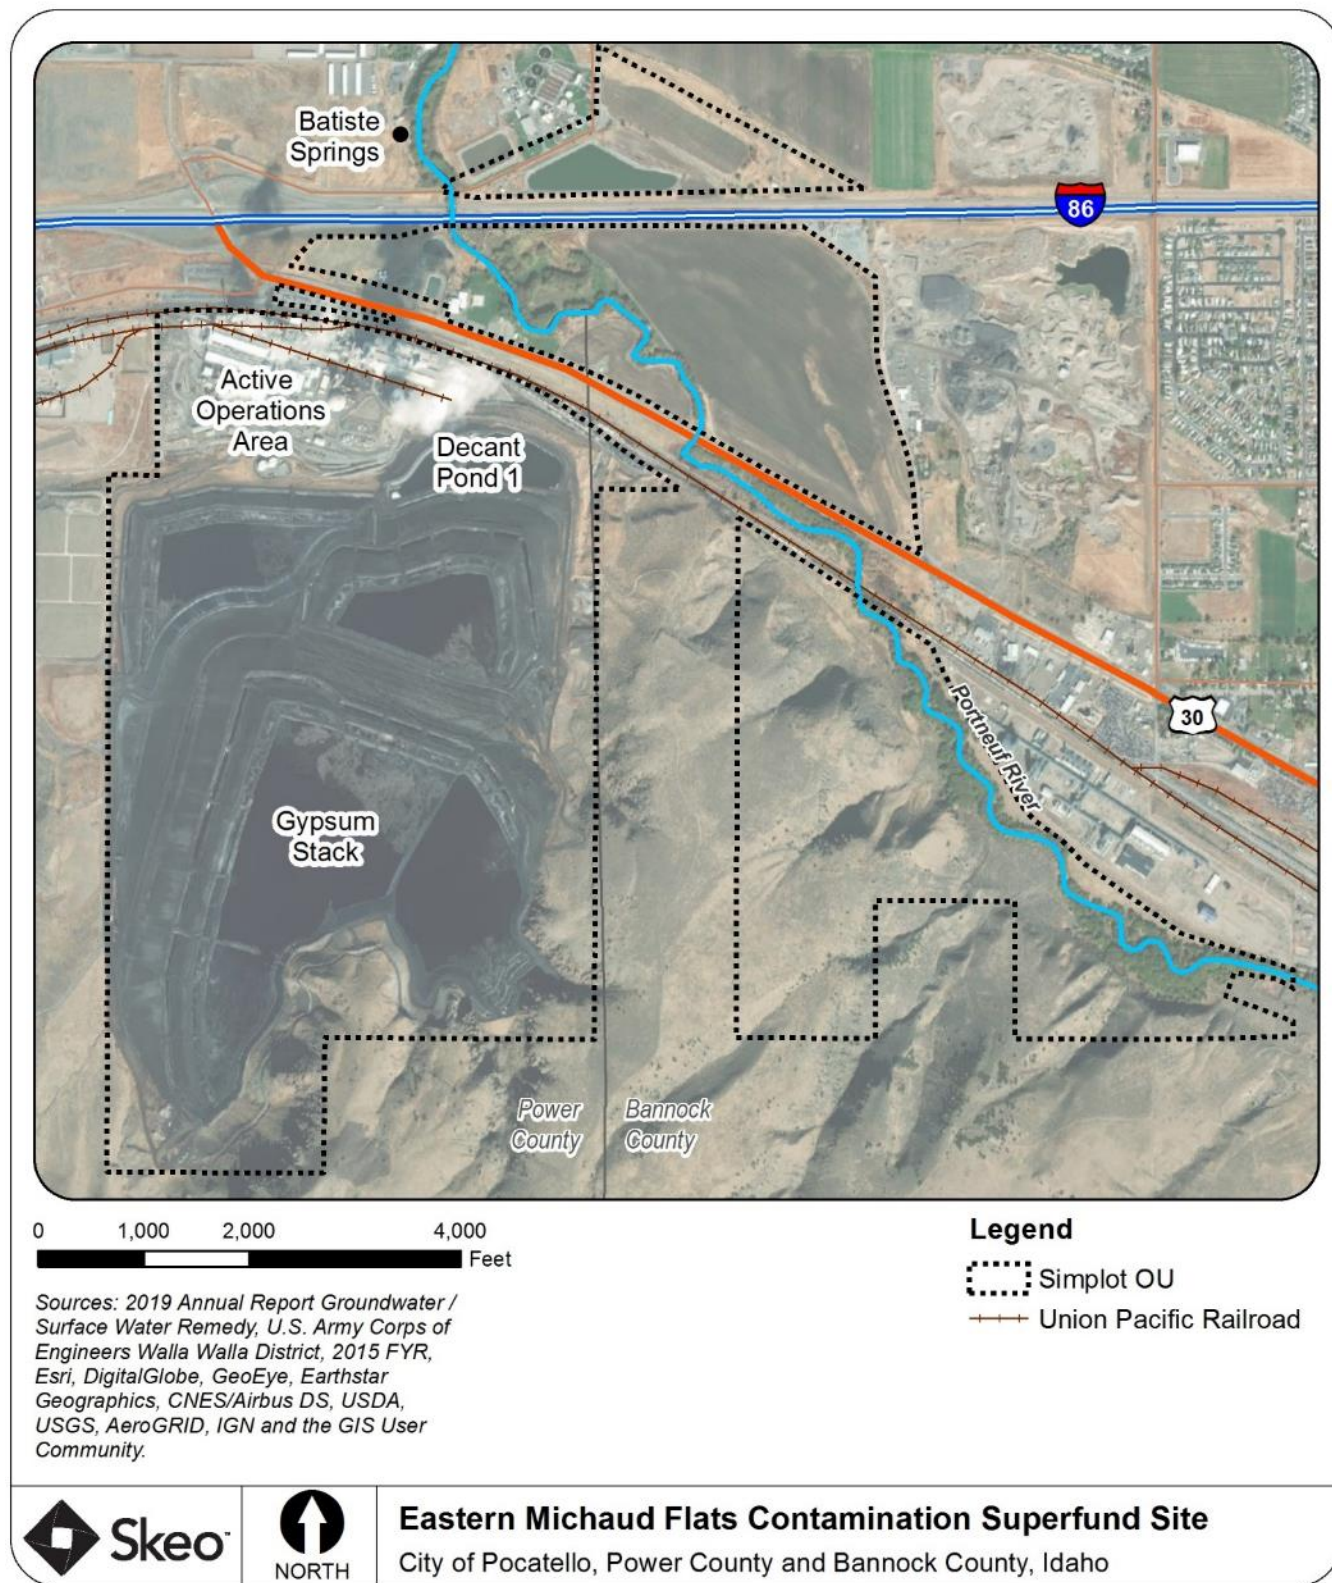 Batiste
Springs
86
Active
Operations
Area
Decant
Pond 1
Portneuf River
30
Gypsum
Stack
Power
County
Bannock
County
0 1,000 2,000 4,000
Feet
Legend
Simplot OU
Union Pacific Railroad
Sources: 2019 Annual Report Groundwater /
Surface Water Remedy, U.S. Army Corps of
Engineers Walla Walla District, 2015 FYR,
Esri, DigitalGlobe, GeoEye, Earthstar
Geographics, CNES/Airbus DS, USDA,
USGS, AeroGRID, IGN and the GIS User
Community.
Skeo
NORTH
Eastern Michaud Flats Contamination Superfund Site
City of Pocatello, Power County and Bannock County, Idaho